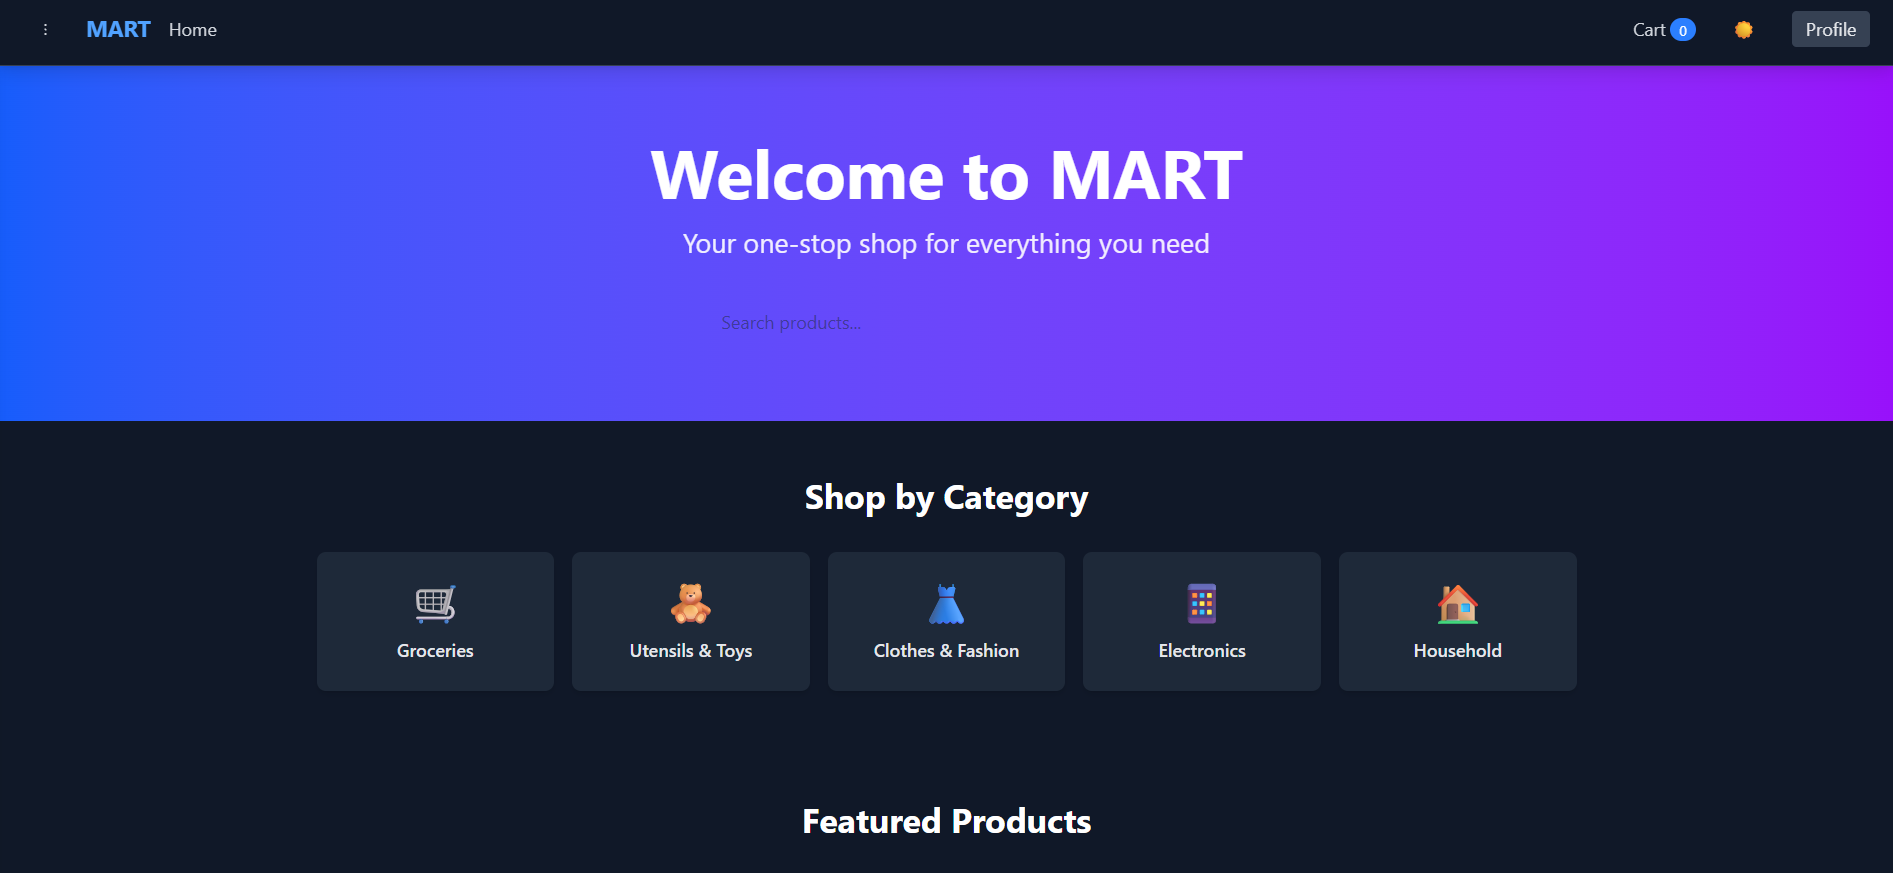 MART Home Cart 0 Profile
Welcome to MART
Your one-stop shop for everything you need
Search products...
Shop by Category
Groceries
Utensils & Toys
Clothes & Fashion
Electronics
Household
Featured Products